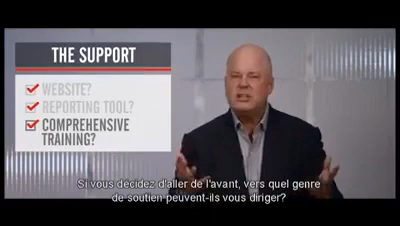 THE SUPPORT
WEBSITE?
REPORTING TOOL?
COMPREHENSIVE
TRAINING?
Si vous décidez d'aller de l'avant, vers quel genre
de soutien peuvent-ils vous diriger?